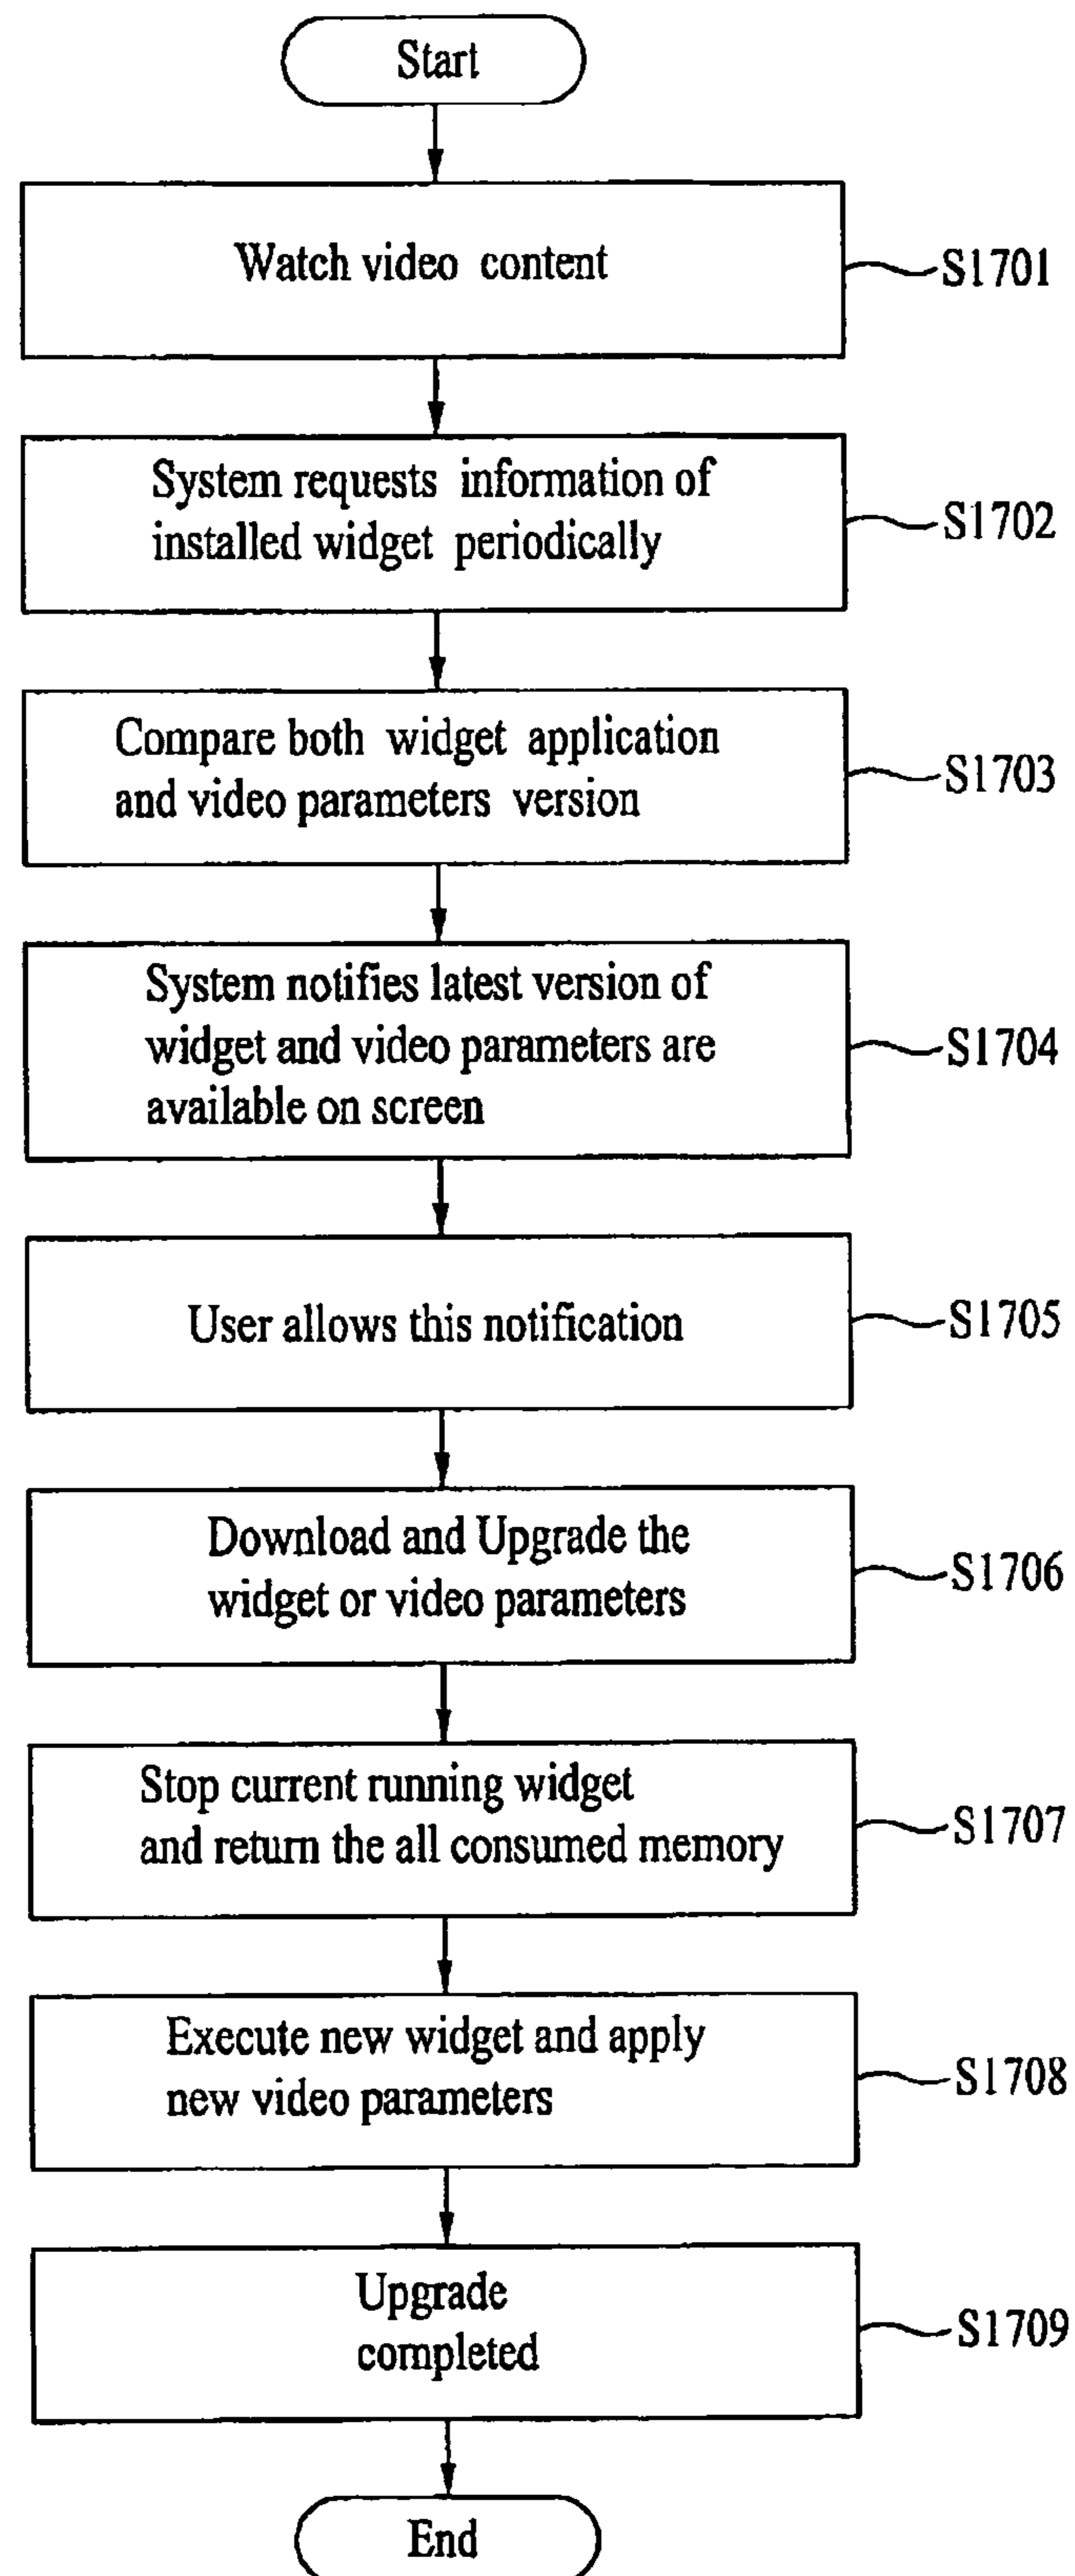 Start
Watch video content
S1701
System requests information of
installed widget periodically
S1702
Compare both widget application
and video parameters version
S1703
System notifies latest version of
widget and video parameters are
available on screen
S1704
User allows this notification
S1705
Download and Upgrade the
widget or video parameters
S1706
Stop current running widget
and return the all consumed memory
S1707
Execute new widget and apply
new video parameters
S1708
Upgrade
completed
S1709
End